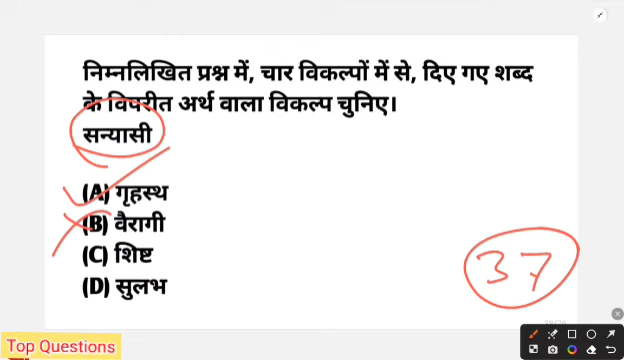 निम्नलिखित प्रश्न में, चार विकल्पों में से, दिए गए शब्द
के विपरीत अर्थ वाला विकल्प चुनिए।
सन्यासी
(A) गृहस्थ
(B) वैरागी
(C) शिष्ट
(D) सुलभ
37
Top Questions